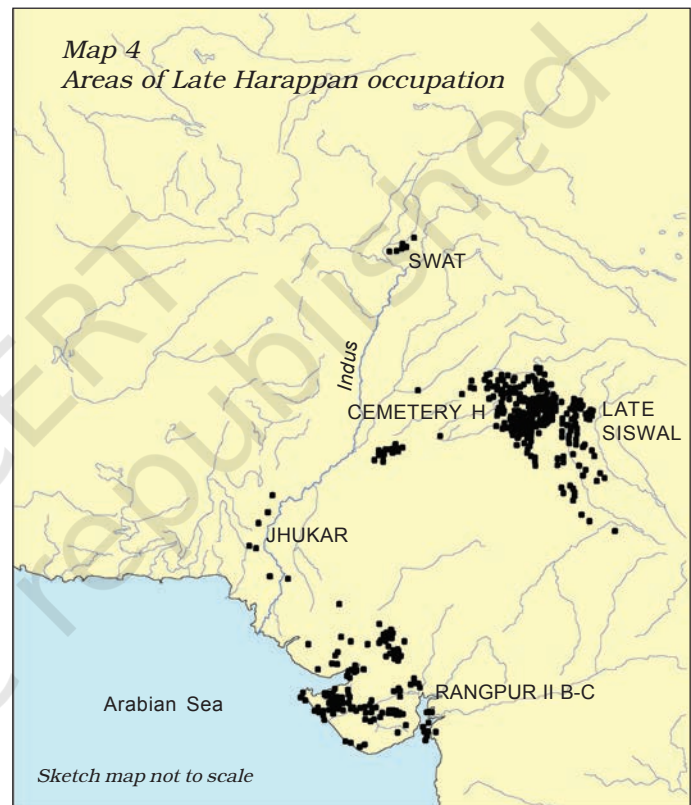 Map 4
Areas of Late Harappan occupation
SWAT
Indus
CEMETERY H
LATE
SISWAL
JHUKAR
RANGPUR II B-C
Arabian Sea
Sketch map not to scale
republished